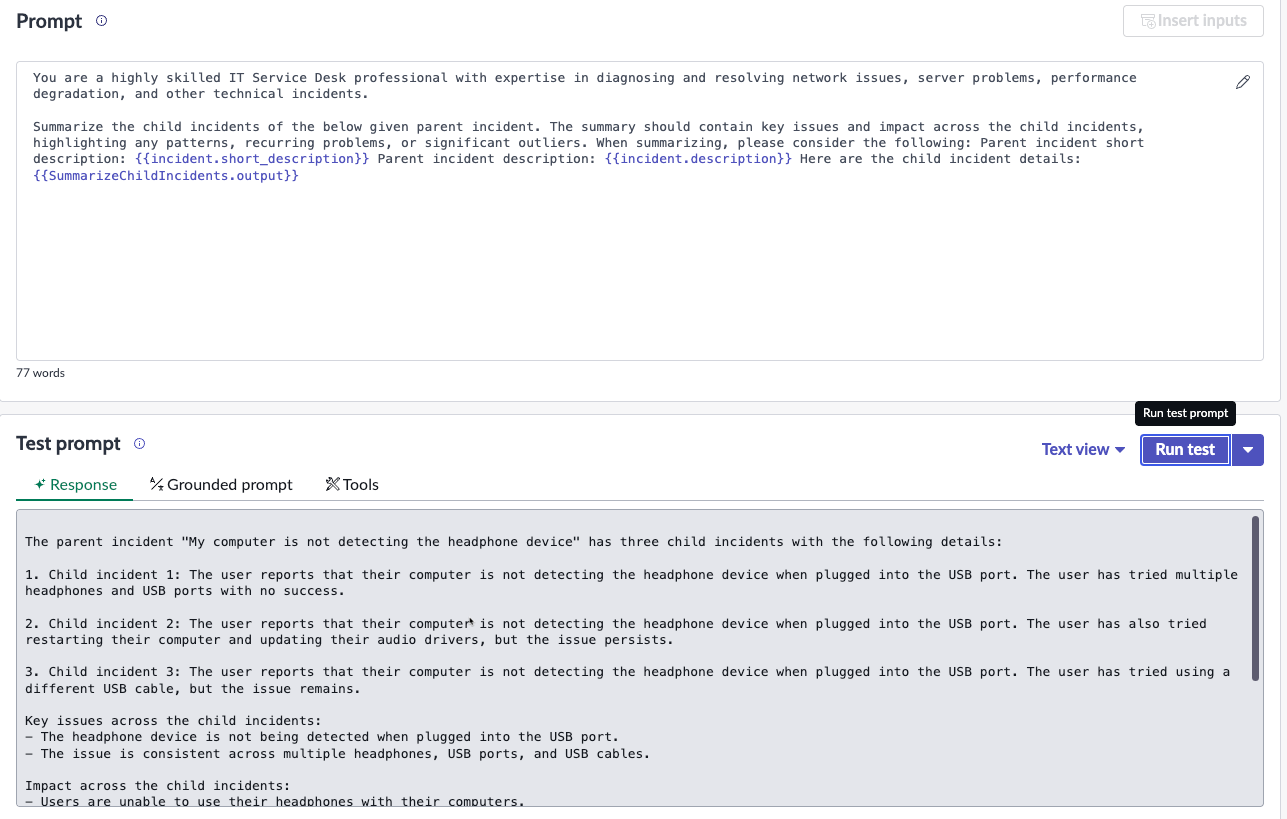 Prompt
Insert inputs
You are a highly skilled IT Service Desk professional with expertise in diagnosing and resolving network issues, server problems, performance
degradation, and other technical incidents.
Summarize the child incidents of the below given parent incident. The summary should contain key issues and impact across the child incidents,
highlighting any patterns, recurring problems, or significant outliers. When summarizing, please consider the following: Parent incident short
description: {{incident.short_description}} Parent incident description: {{incident.description}} Here are the child incident details:
{{SummarizeChildIncidents.output}}
77 words
Run test prompt
Test prompt
Text view
Run test
Response
Grounded prompt
Tools
The parent incident "My computer is not detecting the headphone device" has three child incidents with the following details:
1. Child incident 1: The user reports that their computer is not detecting the headphone device when plugged into the USB port. The user has tried multiple
headphones and USB ports with no success.
2. Child incident 2: The user reports that their computer is not detecting the headphone device when plugged into the USB port. The user has also tried
restarting their computer and updating their audio drivers, but the issue persists.
3. Child incident 3: The user reports that their computer is not detecting the headphone device when plugged into the USB port. The user has tried using a
different USB cable, but the issue remains.
Key issues across the child incidents:
– The headphone device is not being detected when plugged into the USB port.
– The issue is consistent across multiple headphones, USB ports, and USB cables.
Impact across the child incidents:
– Users are unable to use their headphones with their computers.